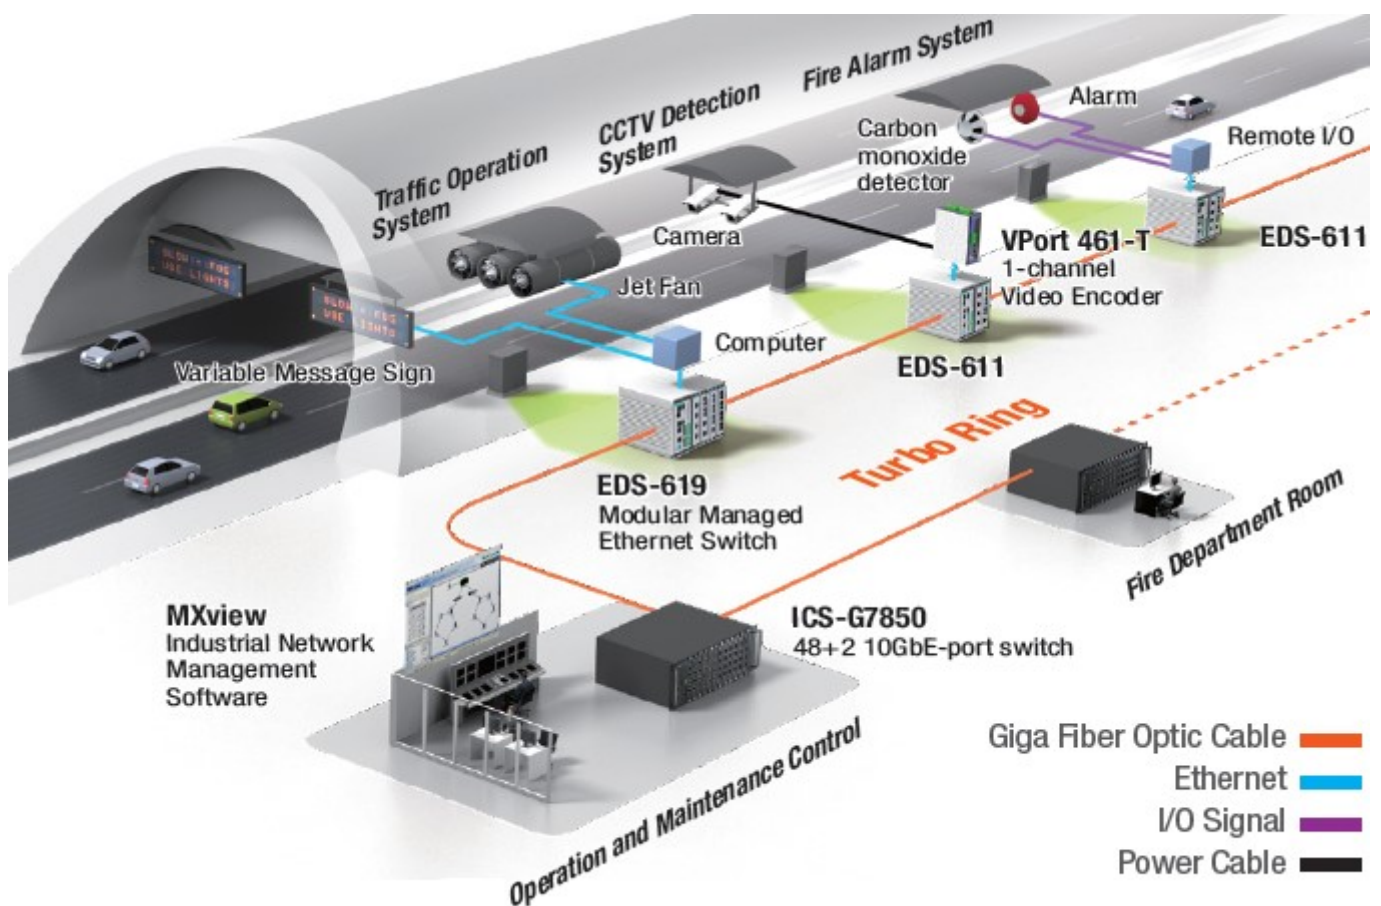 Fire Alarm System
CCTV Detection
System
Traffic Operation
System
Alarm
Carbon
monoxide
detector
Remote I/O
Camera
VPort 461-T
1-channel
Video Encoder
EDS-611
Jet Fan
USE LIGHTS
Computer
Variable Message Sign
EDS-611
Turbo Ring
EDS-619
Modular Managed
Ethernet Switch
Fire Department Room
MXview
Industrial Network
Management
Software
ICS-G7850
48+2 10GbE-port switch
Operation and Maintenance Control
Giga Fiber Optic Cable
Ethernet
I/O Signal
Power Cable